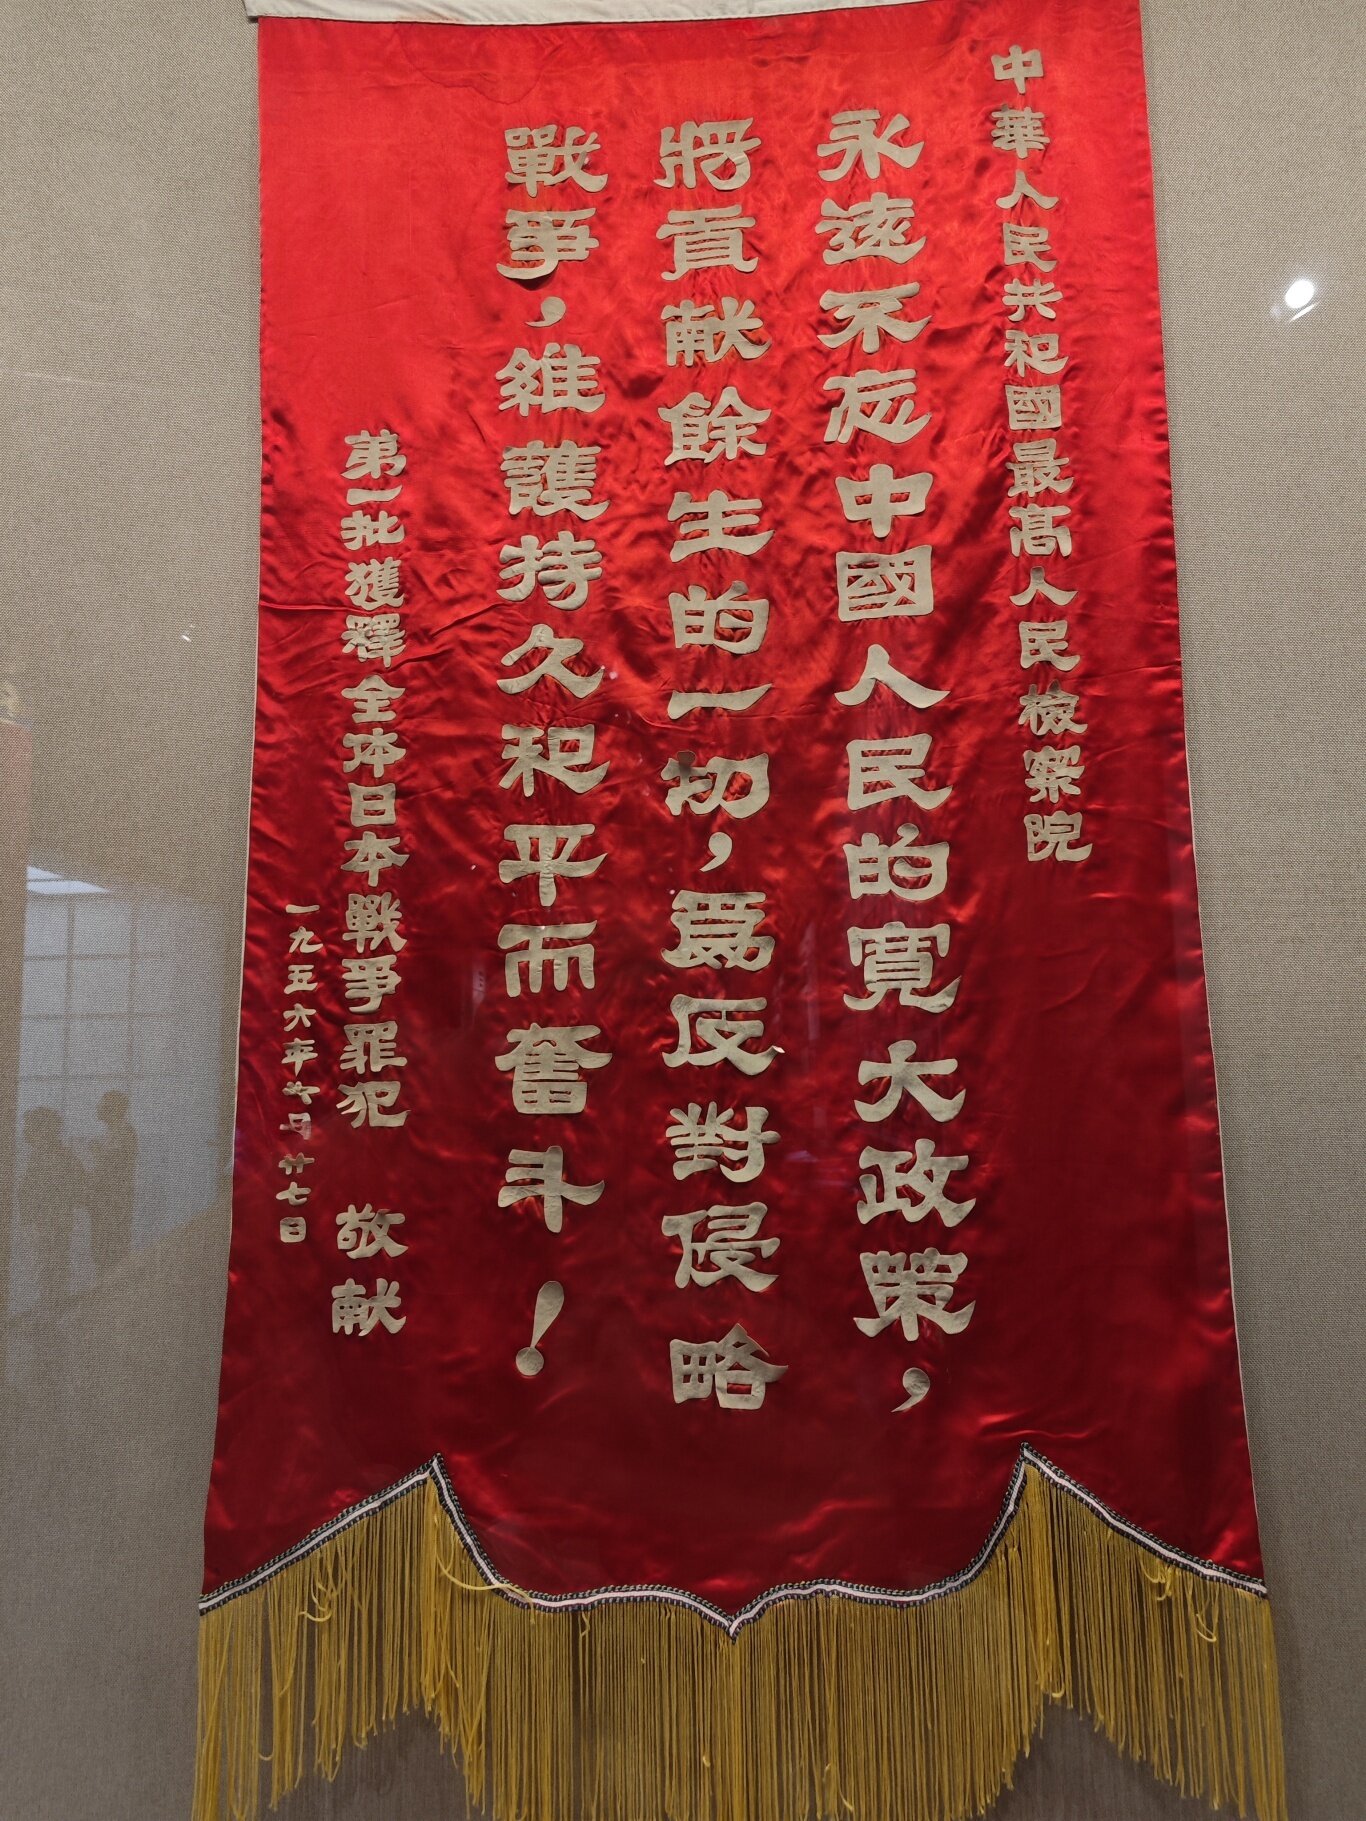 中華人民共和國最高人民檢察院
永遠不忘中國人民的寬大政策，
將貢献餘生的一切，爲反對侵略
戰爭，維護持久和平而奮斗！
第一批獲釋全体日本戰爭罪犯 敬献
一九五六年六月廿七日